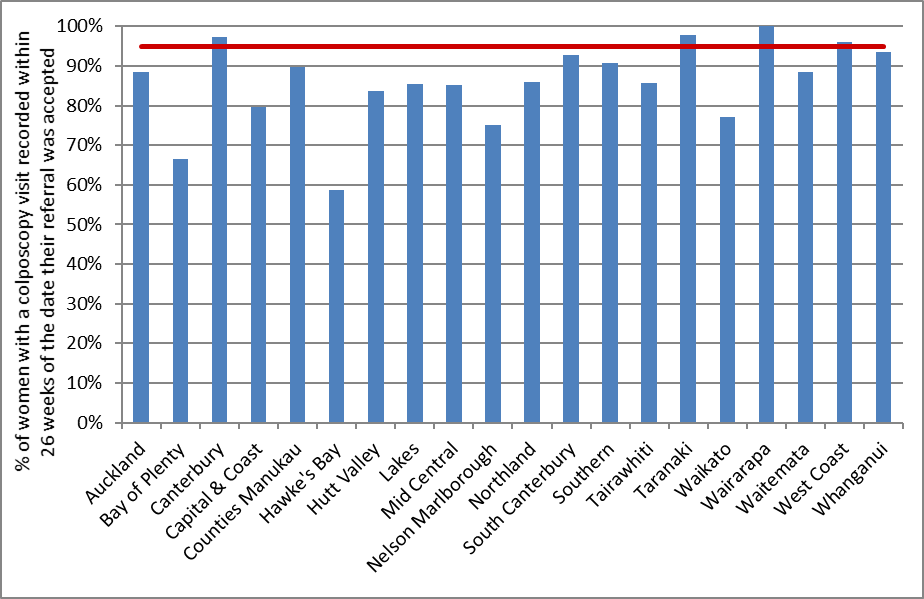 % of women with a colposcopy visit recorded within
26 weeks of the date their referral was accepted
100%
90%
80%
70%
60%
50%
40%
30%
20%
10%
0%
Auckland
Bay of Plenty
Canterbury
Capital & Coast
Counties Manukau
Hawke's Bay
Hutt Valley
Lakes
Mid Central
Nelson Marlborough
Northland
South Canterbury
Southern
Tairawhiti
Taranaki
Waikato
Wairarapa
Waitemata
West Coast
Whanganui